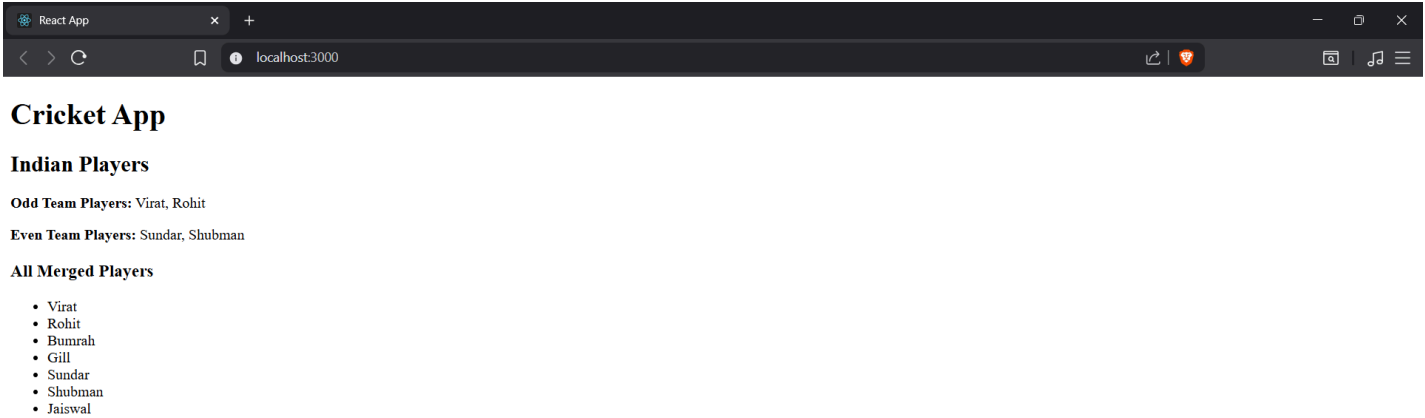 React App
localhost:3000
Cricket App
Indian Players
Odd Team Players: Virat, Rohit
Even Team Players: Sundar, Shubman
All Merged Players
• Virat
• Rohit
• Bumrah
• Gill
• Sundar
• Shubman
• Jaiswal